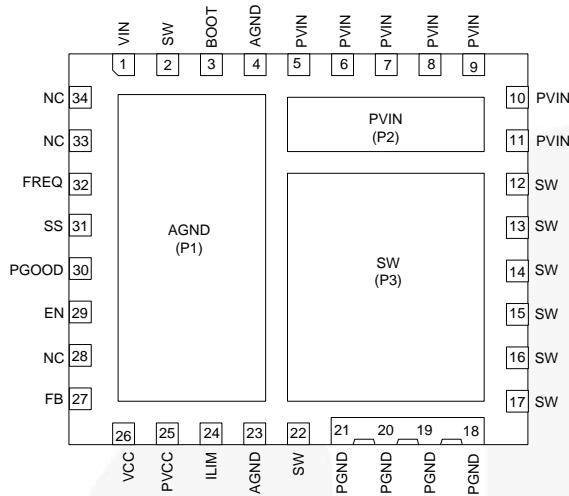 VIN SW BOOT AGND PVIN PVIN PVIN PVIN PVIN
1 2 3 4 5 6 7 8 9
NC 34
NC 33
FREQ 32
SS 31
PGOOD 30
EN 29
NC 28
FB 27
AGND
(P1)
PVIN
(P2)
SW
(P3)
10 PVIN
11 PVIN
12 SW
13 SW
14 SW
15 SW
16 SW
17 SW
26 25 24 23 22 21 20 19 18
VCC PVCC ILIM AGND SW PGND PGND PGND PGND